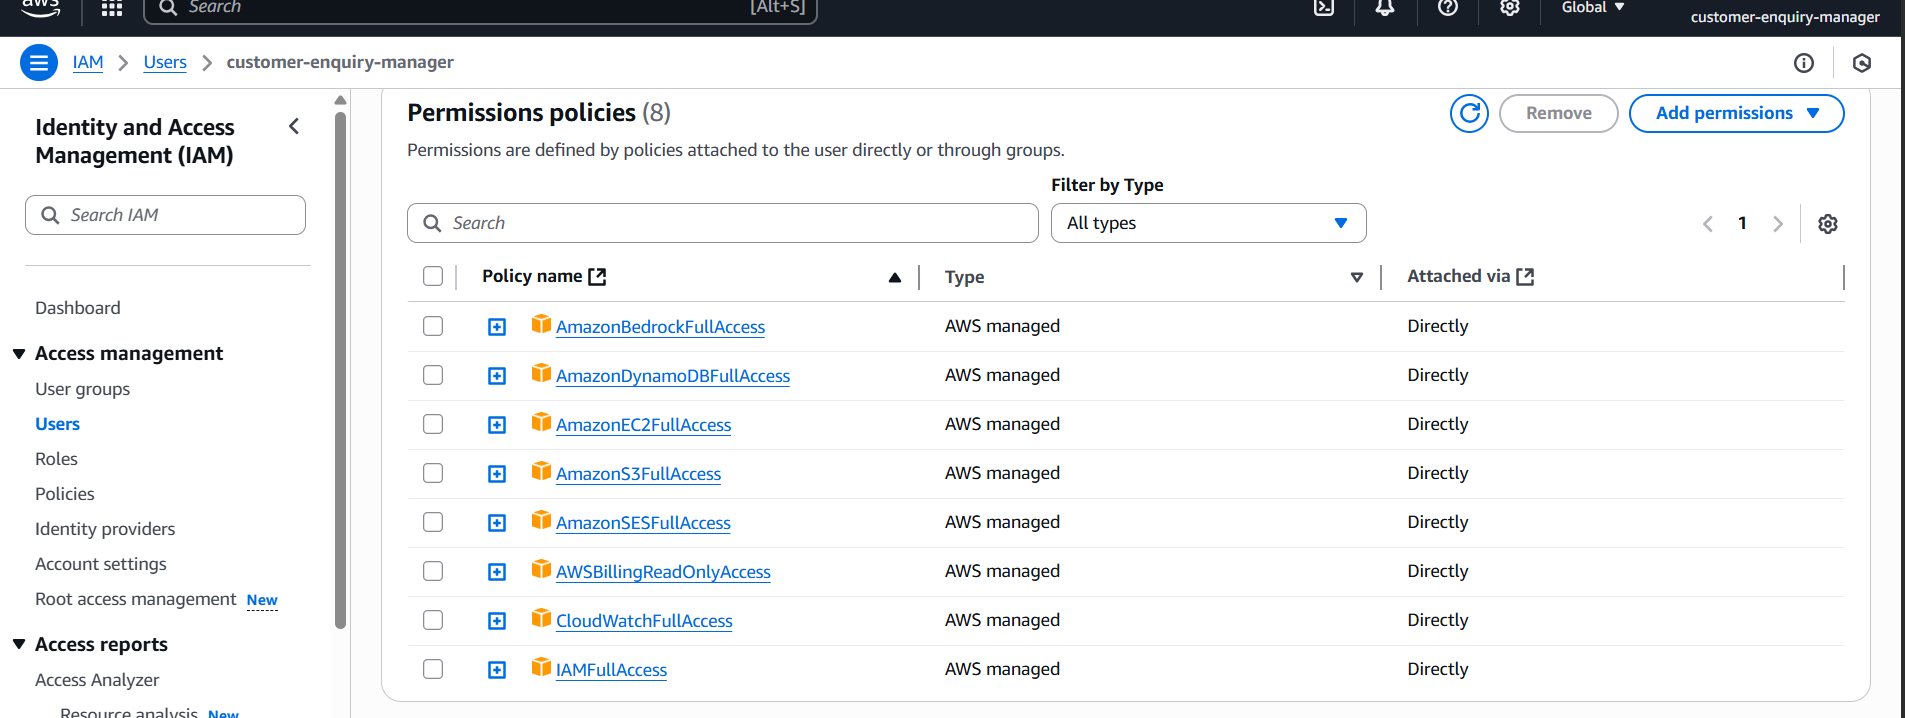 aws
Search [Alt+S] Global customer-enquiry-manager
IAM Users customer-enquiry-manager
Identity and Access Management (IAM)
Search IAM
Dashboard
Access management
User groups
Users
Roles
Policies
Identity providers
Account settings
Root access management New
Access reports
Access Analyzer
Resource analysis New
Permissions policies (8)
Remove
Add permissions
Permissions are defined by policies attached to the user directly or through groups.
Filter by Type
Search
All types
1
Policy name Type Attached via
AmazonBedrockFullAccess AWS managed Directly
AmazonDynamoDBFullAccess AWS managed Directly
AmazonEC2FullAccess AWS managed Directly
AmazonS3FullAccess AWS managed Directly
AmazonSESFullAccess AWS managed Directly
AWSBillingReadOnlyAccess AWS managed Directly
CloudWatchFullAccess AWS managed Directly
IAMFullAccess AWS managed Directly